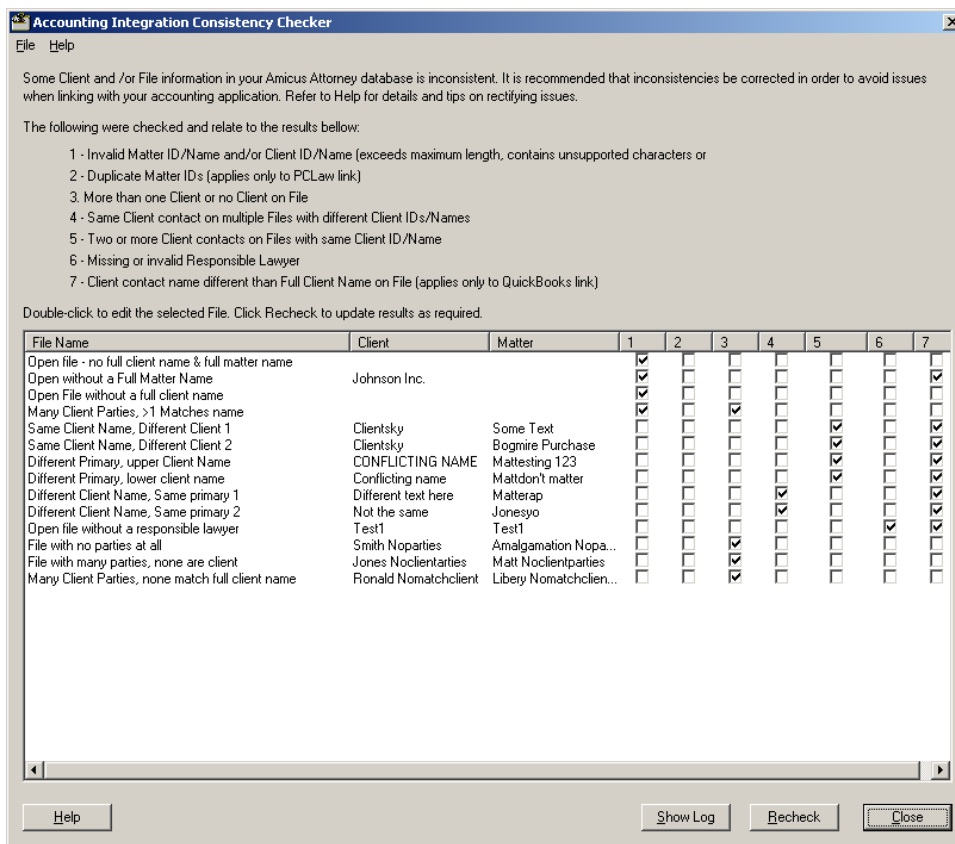 Accounting Integration Consistency Checker
File Help
Some Client and /or File information in your Amicus Attorney database is inconsistent. It is recommended that inconsistencies be corrected in order to avoid issues
when linking with your accounting application. Refer to Help for details and tips on rectifying issues.
The following were checked and relate to the results bellow:
1 - Invalid Matter ID/Name and/or Client ID/Name (exceeds maximum length, contains unsupported characters or
2 - Duplicate Matter IDs (applies only to PCLaw link)
3. More than one Client or no Client on File
4 - Same Client contact on multiple Files with different Client IDs/Names
5 - Two or more Client contacts on Files with same Client ID/Name
6 - Missing or invalid Responsible Lawyer
7 - Client contact name different than Full Client Name on File (applies only to QuickBooks link)
Double-click to edit the selected File. Click Recheck to update results as required.
File Name Client Matter 1 2 3 4 5 6 7
Open file - no full client name & full matter name
Open without a Full Matter Name Johnson Inc.
Open File without a full client name
Many Client Parties, >1 Matches name
Same Client Name, Different Client 1 Clientsky Some Text
Same Client Name, Different Client 2 Clientsky Bogmire Purchase
Different Primary, upper Client Name CONFLICTING NAME Mattesting 123
Different Primary, lower client name Conflicting name Mattdon't matter
Different Client Name, Same primary 1 Different text here Matterap
Different Client Name, Same primary 2 Not the same Jonesyo
Open file without a responsible lawyer Test1 Test1
File with no parties at all Smith Noparties Amalgamation Nopa...
File with many parties, none are client Jones Noclientarties Matt Noclientparties
Many Client Parties, none match full client name Ronald Nomatchclient Libery Nomatchclien...
Help Show Log Recheck Close